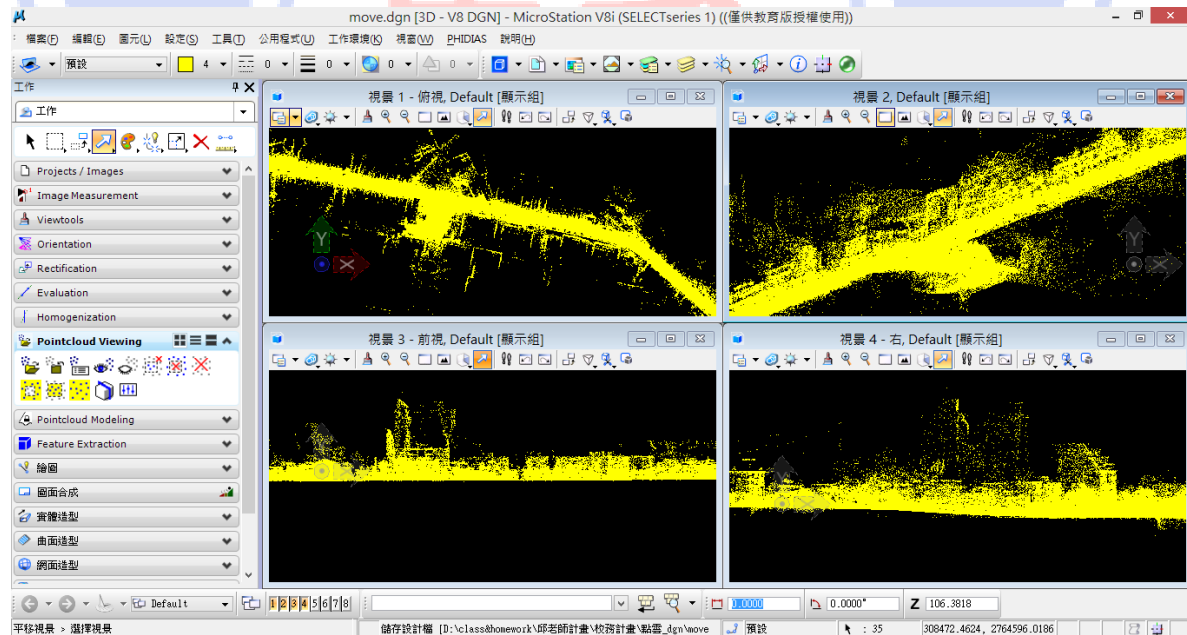 move.dgn [3D - V8 DGN] - MicroStation V8i (SELECTseries 1) ((僅供教育版授權使用))
檔案(F) 編輯(E) 圖元(L) 設定(S) 工具(T) 公用程式(U) 工作環境(K) 視窗(W) PHIDIAS 說明(H)
預設 4 0 0 0 0
工作
工作
Projects / Images
Image Measurement
Viewtools
Orientation
Rectification
Evaluation
Homogenization
Pointcloud Viewing
Pointcloud Modeling
Feature Extraction
繪圖
圖面合成
實體造型
曲面造型
網面造型
視景 1 - 俯視, Default [顯示組]
Y
X
視景 2, Default [顯示組]
Y
X
視景 3 - 前視, Default [顯示組]
視景 4 - 右, Default [顯示組]
Default 1 2 3 4 5 6 7 8 0.0000 0.0000° Z 106.3818
平移視景 > 選擇視景 儲存設計檔 [D:\class&homework\邱老師計畫\校務計畫\點雲_dgn\move 預設 : 35 308472.4624, 2764596.0186